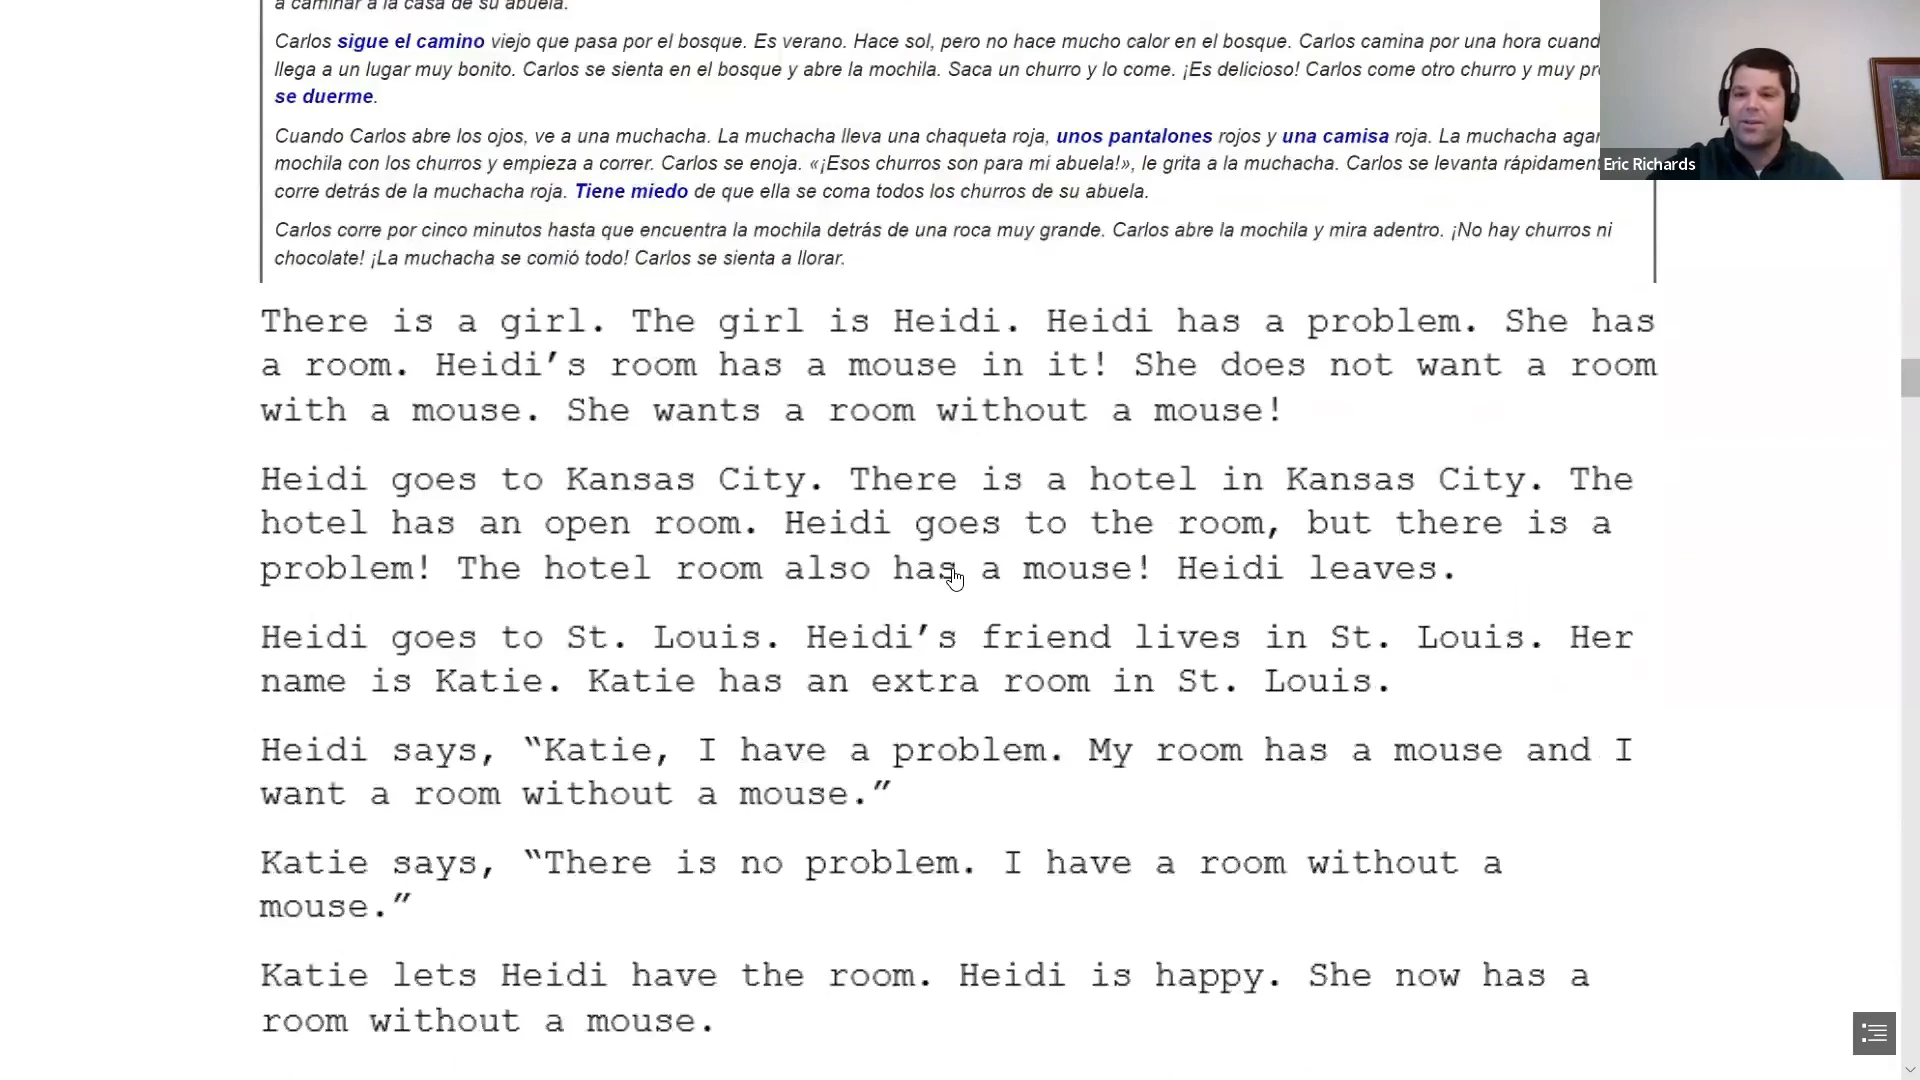 a caminar a la casa de su abuela.
Carlos sigue el camino viejo que pasa por el bosque. Es verano. Hace sol, pero no hace mucho calor en el bosque. Carlos camina por una hora
llega a un lugar muy bonito. Carlos se sienta en el bosque y abre la mochila. Saca un churro y lo come. ¡Es delicioso! Carlos come otro churro y muy
se duerme.
Cuando Carlos abre los ojos, ve a una muchacha. La muchacha lleva una chaqueta roja, unos pantalones rojos y una camisa roja. La muchacha
mochila con los churros y empieza a correr. Carlos se enoja. «¡Esos churros son para mi abuela!», le grita a la muchacha. Carlos se levanta
corre detrás de la muchacha roja. Tiene miedo de que ella se coma todos los churros de su abuela.
Carlos corre por cinco minutos hasta que encuentra la mochila detrás de una roca muy grande. Carlos abre la mochila y mira adentro. ¡No hay churros ni
chocolate! ¡La muchacha se comió todo! Carlos se sienta a llorar.
Eric Richards
There is a girl. The girl is Heidi. Heidi has a problem. She has
a room. Heidi’s room has a mouse in it! She does not want a room
with a mouse. She wants a room without a mouse!
Heidi goes to Kansas City. There is a hotel in Kansas City. The
hotel has an open room. Heidi goes to the room, but there is a
problem! The hotel room also has a mouse! Heidi leaves.
Heidi goes to St. Louis. Heidi’s friend lives in St. Louis. Her
name is Katie. Katie has an extra room in St. Louis.
Heidi says, “Katie, I have a problem. My room has a mouse and I
want a room without a mouse.”
Katie says, “There is no problem. I have a room without a
mouse.”
Katie lets Heidi have the room. Heidi is happy. She now has a
room without a mouse.